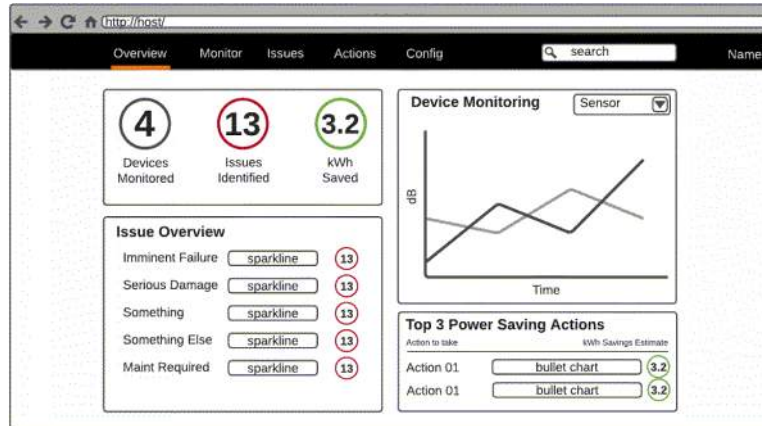 http://host/
Overview Monitor Issues Actions Config search Name
4 13 3.2
Devices Monitored Issues Identified kWh Saved
Issue Overview
Imminent Failure sparkline 13
Serious Damage sparkline 13
Something sparkline 13
Something Else sparkline 13
Maint Required sparkline 13
Device Monitoring Sensor
dB
Time
Top 3 Power Saving Actions
Action to take kWh Savings Estimate
Action 01 bullet chart 3.2
Action 01 bullet chart 3.2